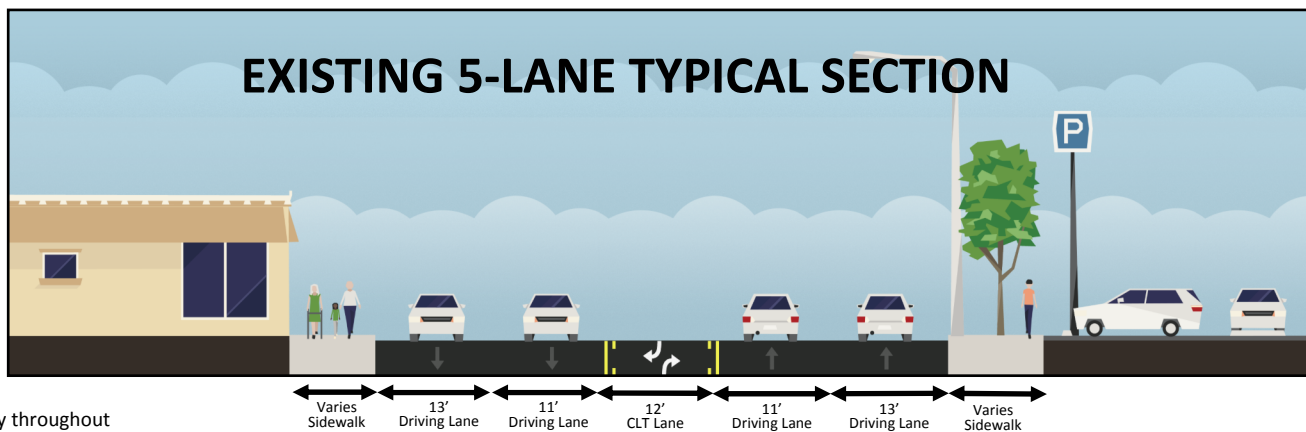 EXISTING 5-LANE TYPICAL SECTION
P
Varies
Sidewalk
13’
Driving Lane
11’
Driving Lane
12’
CLT Lane
11’
Driving Lane
13’
Driving Lane
Varies
Sidewalk
y throughout